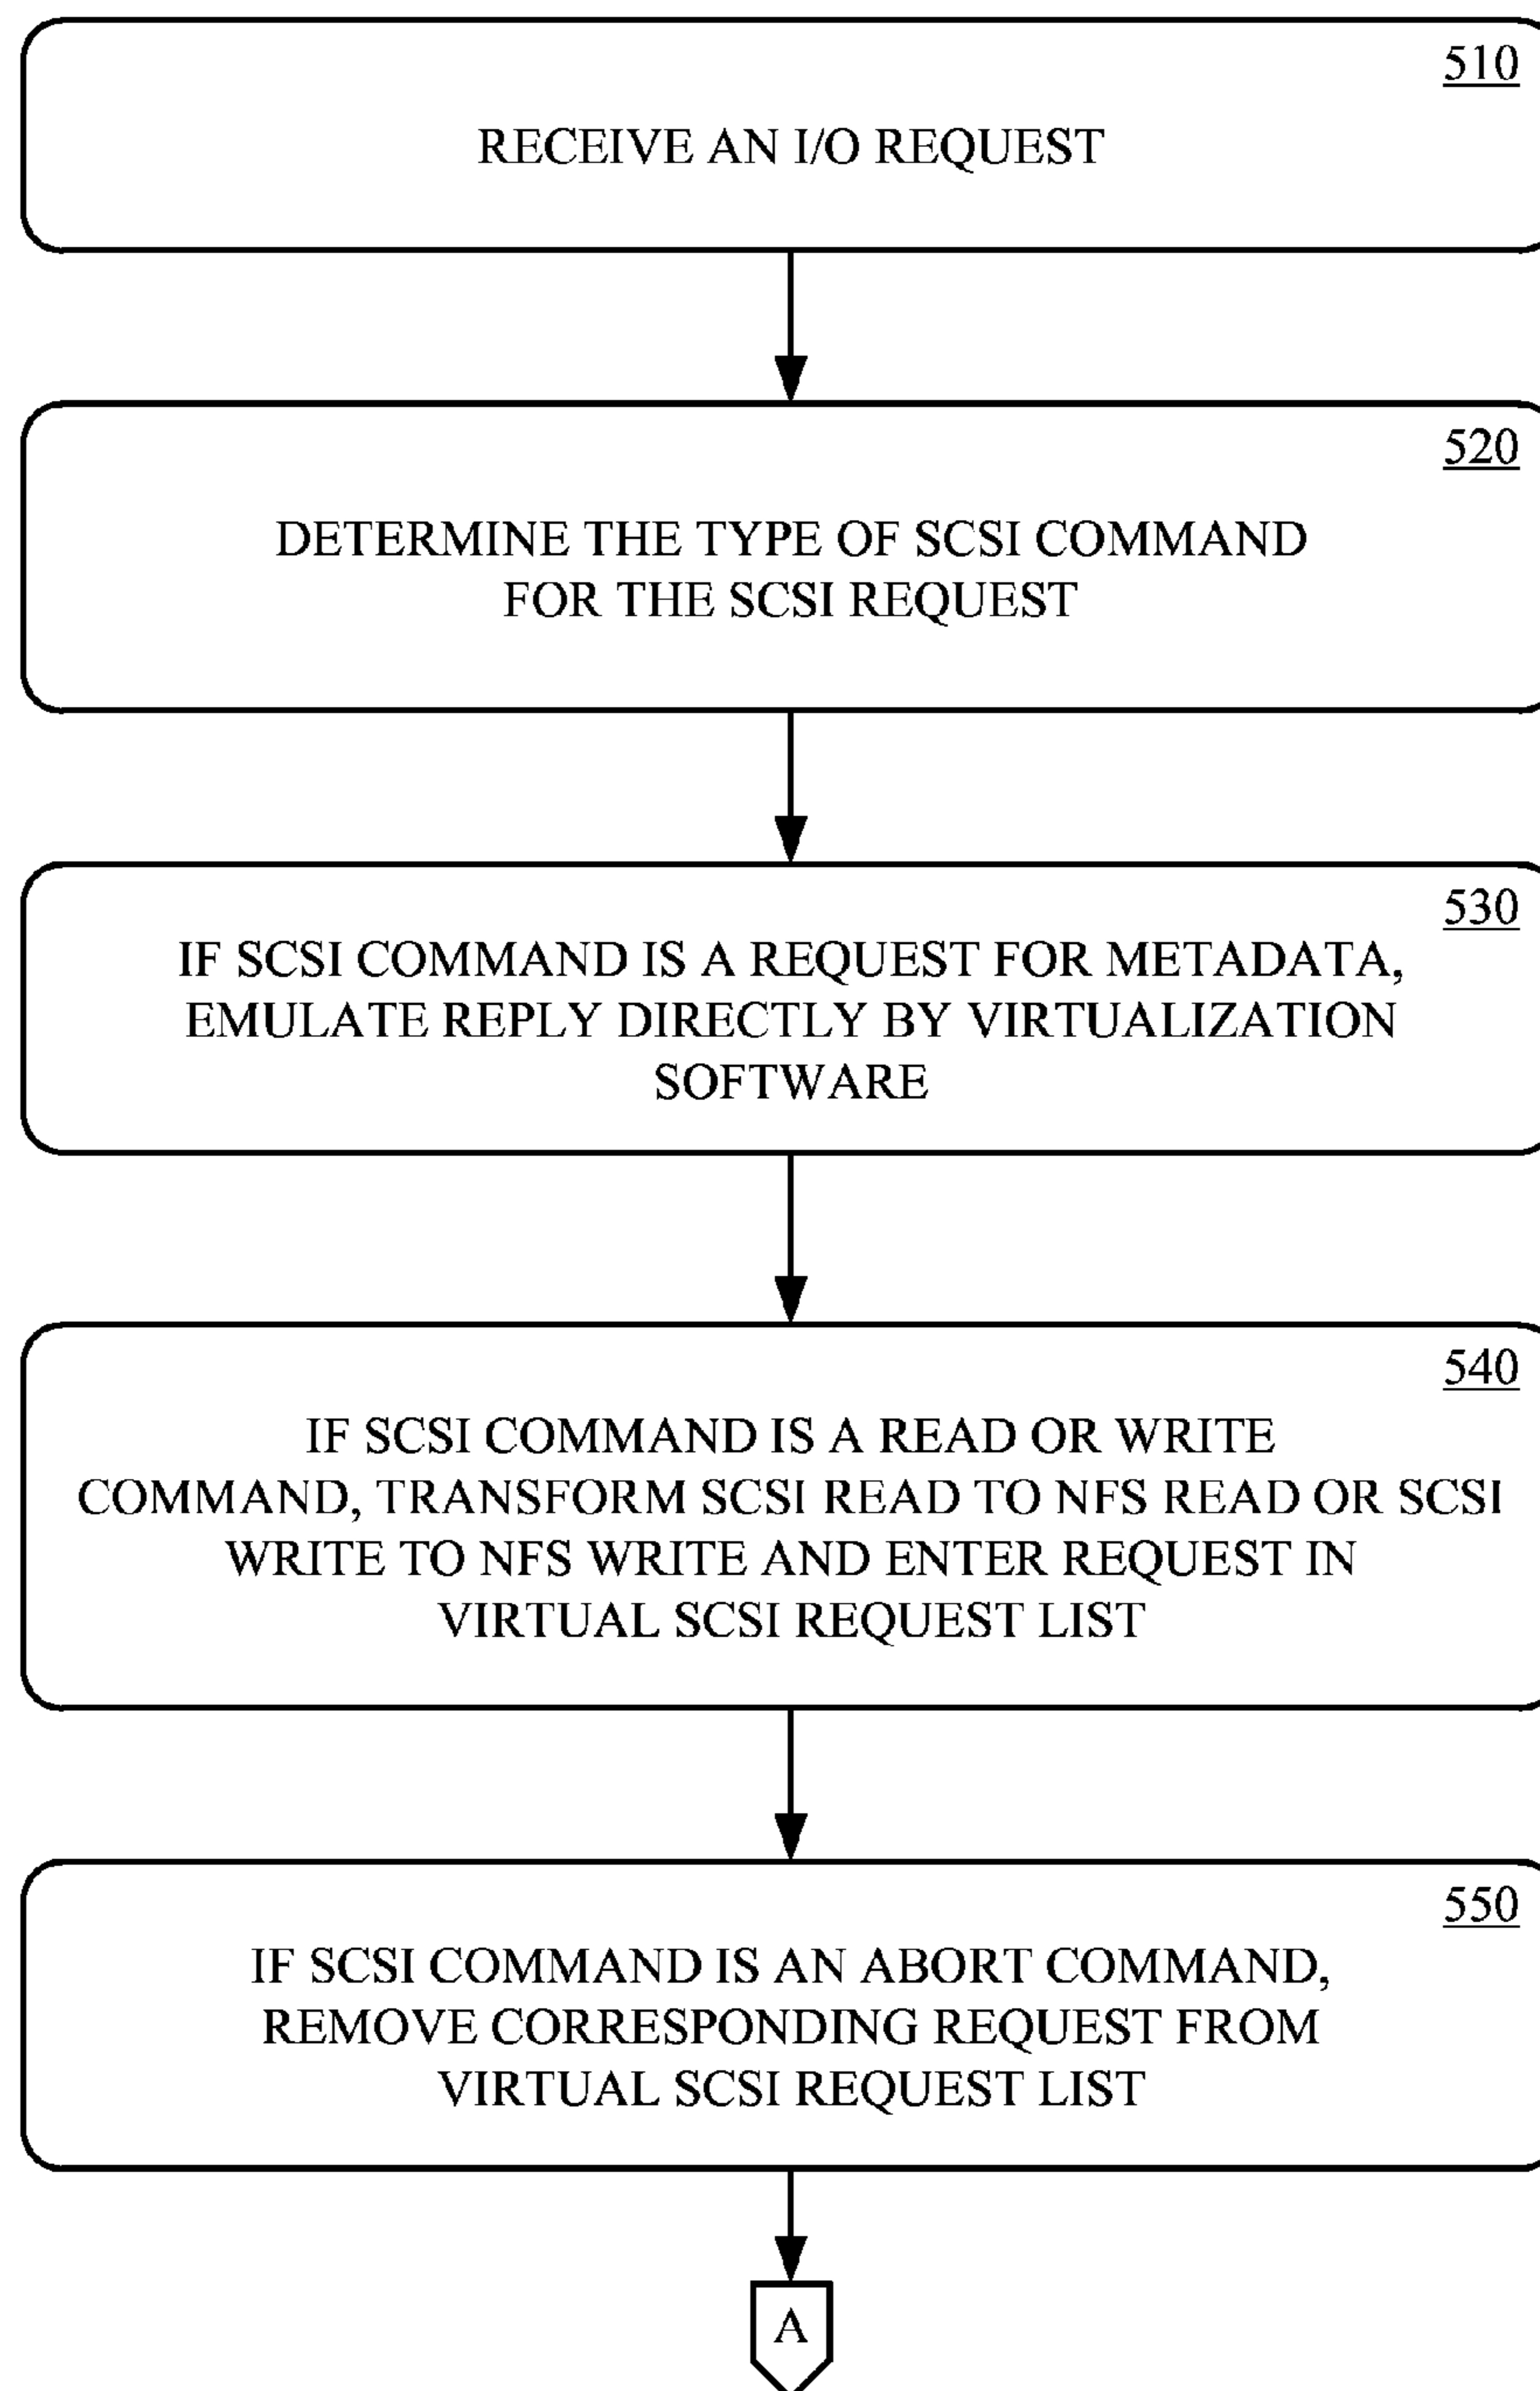 510
RECEIVE AN I/O REQUEST
520
DETERMINE THE TYPE OF SCSI COMMAND
FOR THE SCSI REQUEST
530
IF SCSI COMMAND IS A REQUEST FOR METADATA,
EMULATE REPLY DIRECTLY BY VIRTUALIZATION
SOFTWARE
540
IF SCSI COMMAND IS A READ OR WRITE
COMMAND, TRANSFORM SCSI READ TO NFS READ OR SCSI
WRITE TO NFS WRITE AND ENTER REQUEST IN
VIRTUAL SCSI REQUEST LIST
550
IF SCSI COMMAND IS AN ABORT COMMAND,
REMOVE CORRESPONDING REQUEST FROM
VIRTUAL SCSI REQUEST LIST
A